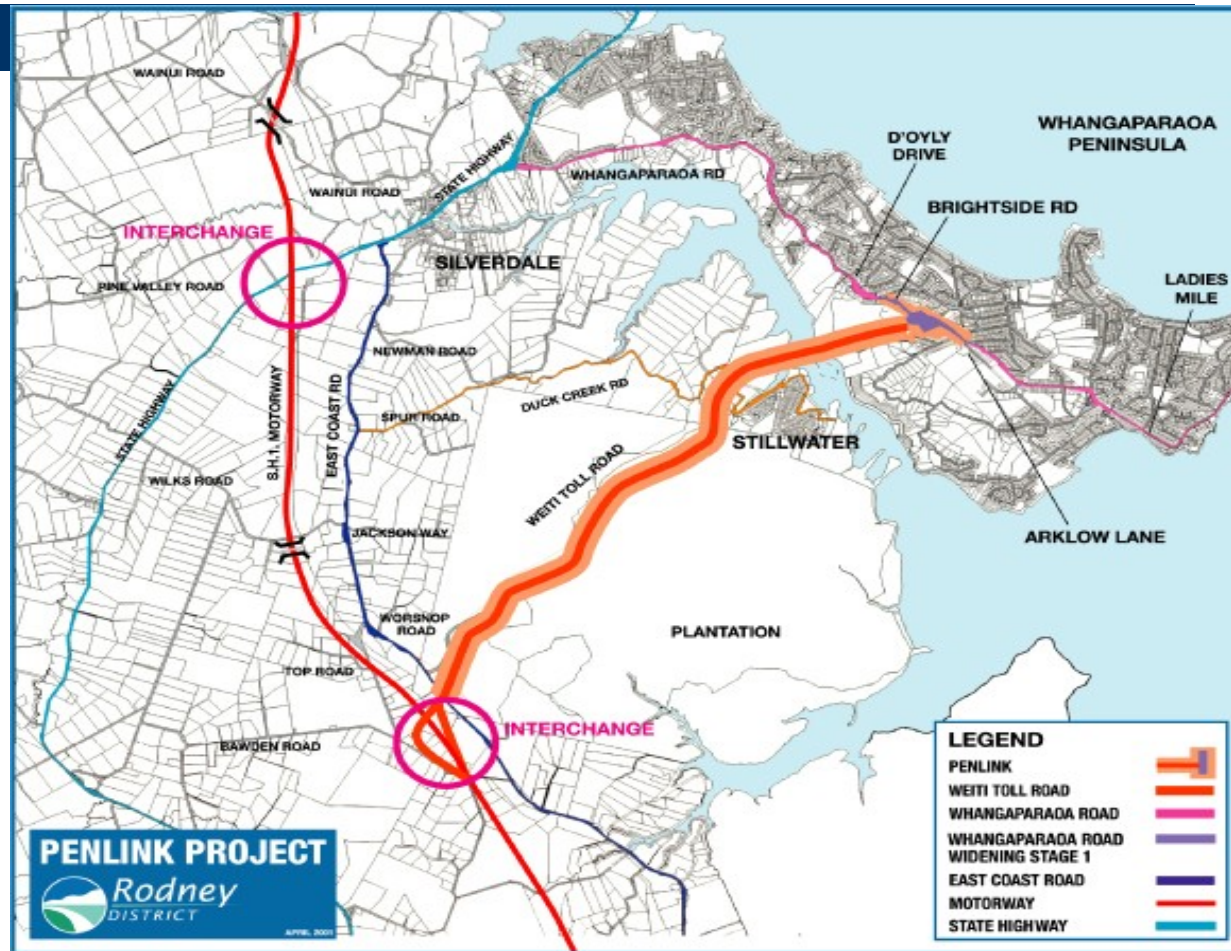 WAINUI ROAD
WHANGAPARAOA
PENINSULA
D'OYLY
DRIVE
STATE HIGHWAY
WHANGAPARAOA RD
WAINUI ROAD
BRIGHTSIDE RD
INTERCHANGE
SILVERDALE
LADIES
MILE
PINE VALLEY ROAD
NEWMAN ROAD
STATE HIGHWAY
S.H.1. MOTORWAY
EAST COAST RD
SPUR ROAD
DUCK CREEK RD
STILLWATER
WEITI TOLL ROAD
WILKS ROAD
JACKSON WAY
ARKLOW LANE
WORSNOP
ROAD
PLANTATION
TOP ROAD
INTERCHANGE
BAWDEN ROAD
LEGEND
PENLINK
WEITI TOLL ROAD
WHANGAPARAOA ROAD
WHANGAPARAOA ROAD
WIDENING STAGE 1
EAST COAST ROAD
MOTORWAY
STATE HIGHWAY
PENLINK PROJECT
Rodney
DISTRICT
APRIL 2001